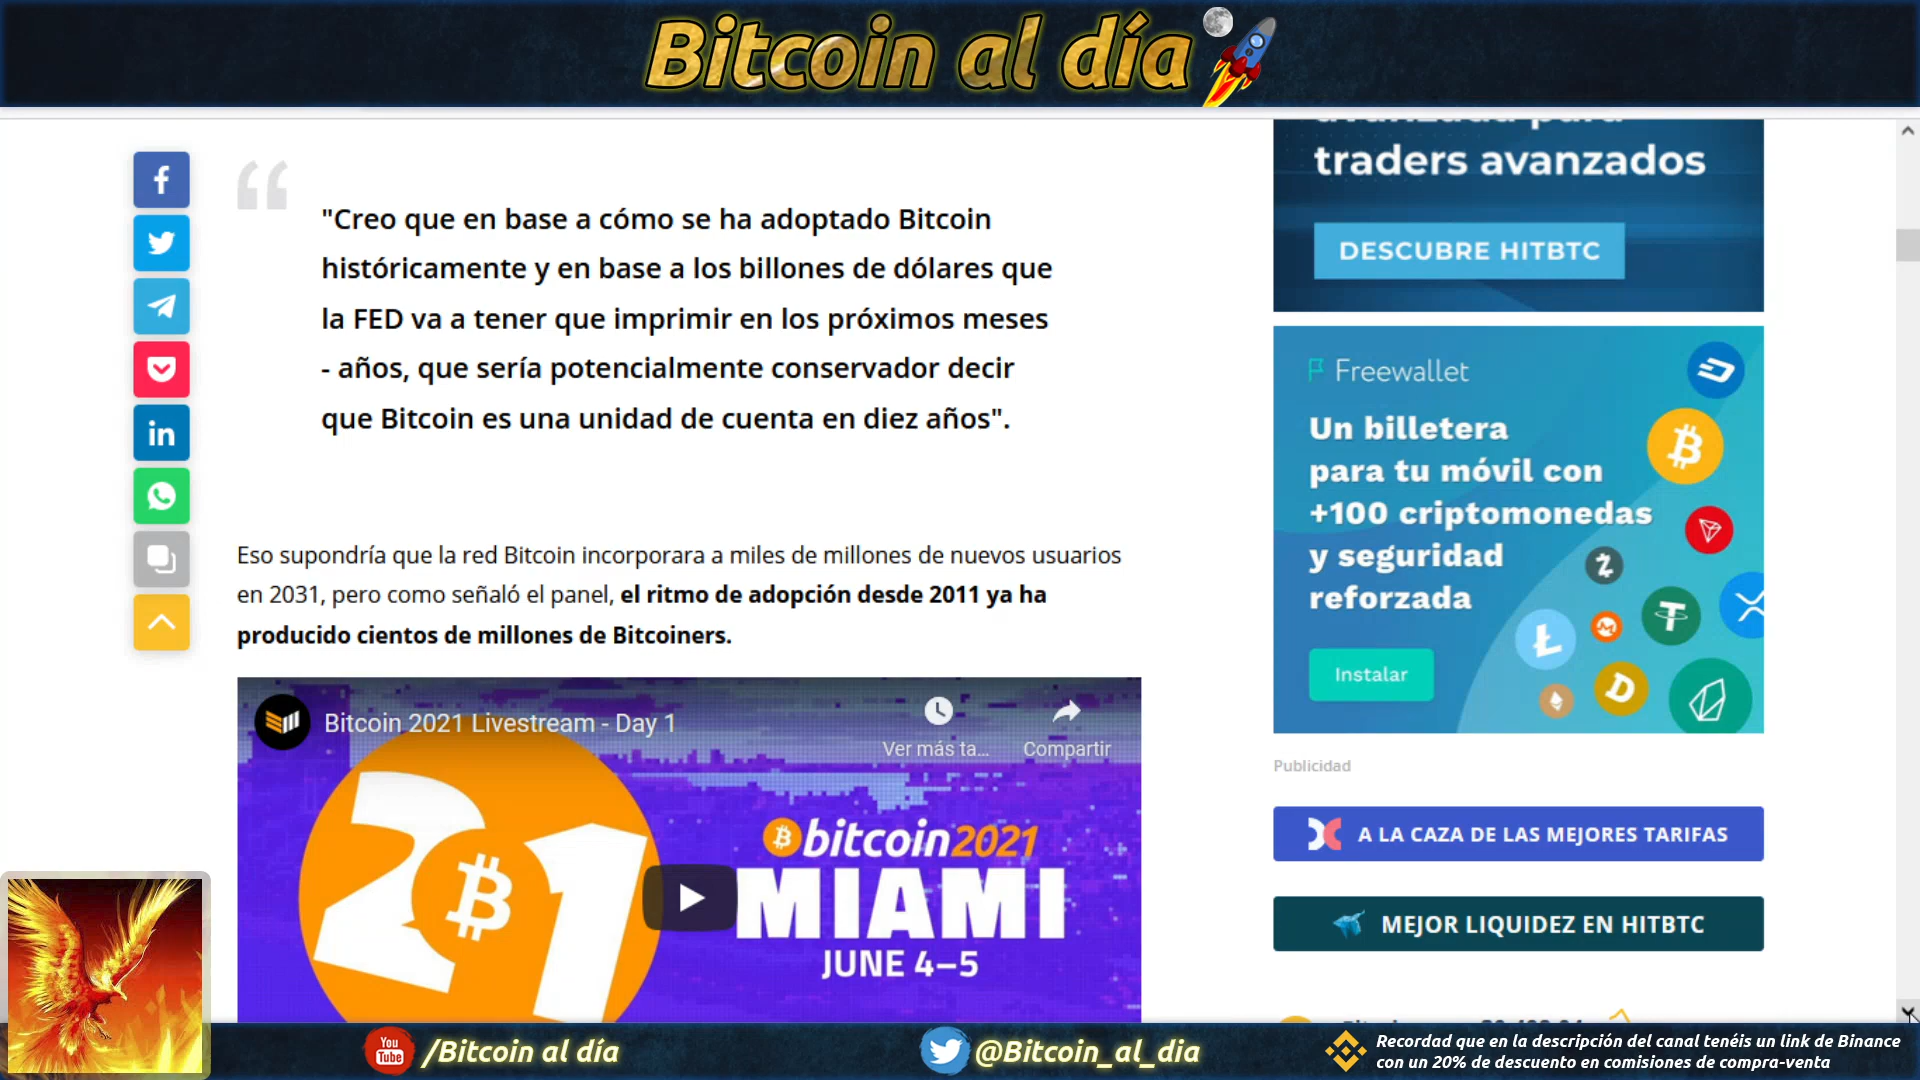 Bitcoin al día
"Creo que en base a cómo se ha adoptado Bitcoin
históricamente y en base a los billones de dólares que
la FED va a tener que imprimir en los próximos meses
- años, que sería potencialmente conservador decir
que Bitcoin es una unidad de cuenta en diez años".
Eso supondría que la red Bitcoin incorporara a miles de millones de nuevos usuarios
en 2031, pero como señaló el panel, el ritmo de adopción desde 2011 ya ha
producido cientos de millones de Bitcoiners.
Bitcoin 2021 Livestream - Day 1
Ver más ta...
Compartir
21
bitcoin2021
MIAMI
JUNE 4–5
traders avanzados
DESCUBRE HITBTC
Freewallet
Un billetera
para tu móvil con
+100 criptomonedas
y seguridad
reforzada
Instalar
Publicidad
A LA CAZA DE LAS MEJORES TARIFAS
MEJOR LIQUIDEZ EN HITBTC
You
Tube
/Bitcoin al día
@Bitcoin_al_dia
Recordad que en la descripción del canal tenéis un link de Binance
con un 20% de descuento en comisiones de compra-venta